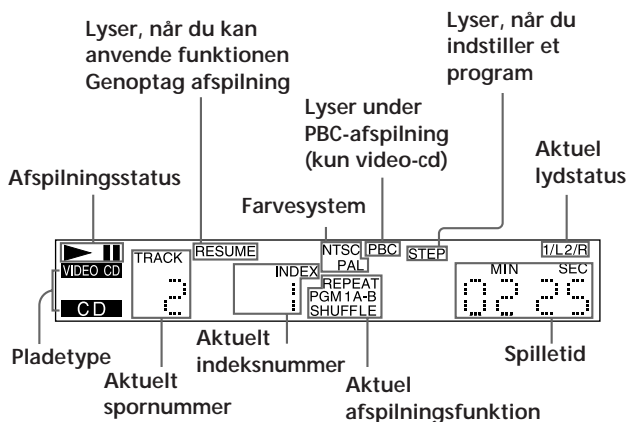 Lyser, når du kan
anvende funktionen
Genoptag afspilning
Lyser, når du
indstiller et
program
Lyser under
PBC-afspilning
(kun video-cd)
Aktuel
lydstatus
Afspilningsstatus
Farvesystem
TRACK
RESUME
NTSC
PAL
PBC
STEP
1/L2/R
VIDEO CD
CD
2
INDEX
1
REPEAT
PGM1A-B
SHUFFLE
MIN SEC
02 25
Pladetype
Aktuelt
spornummer
Aktuelt
indeksnummer
Aktuel
afspilningsfunktion
Spilletid